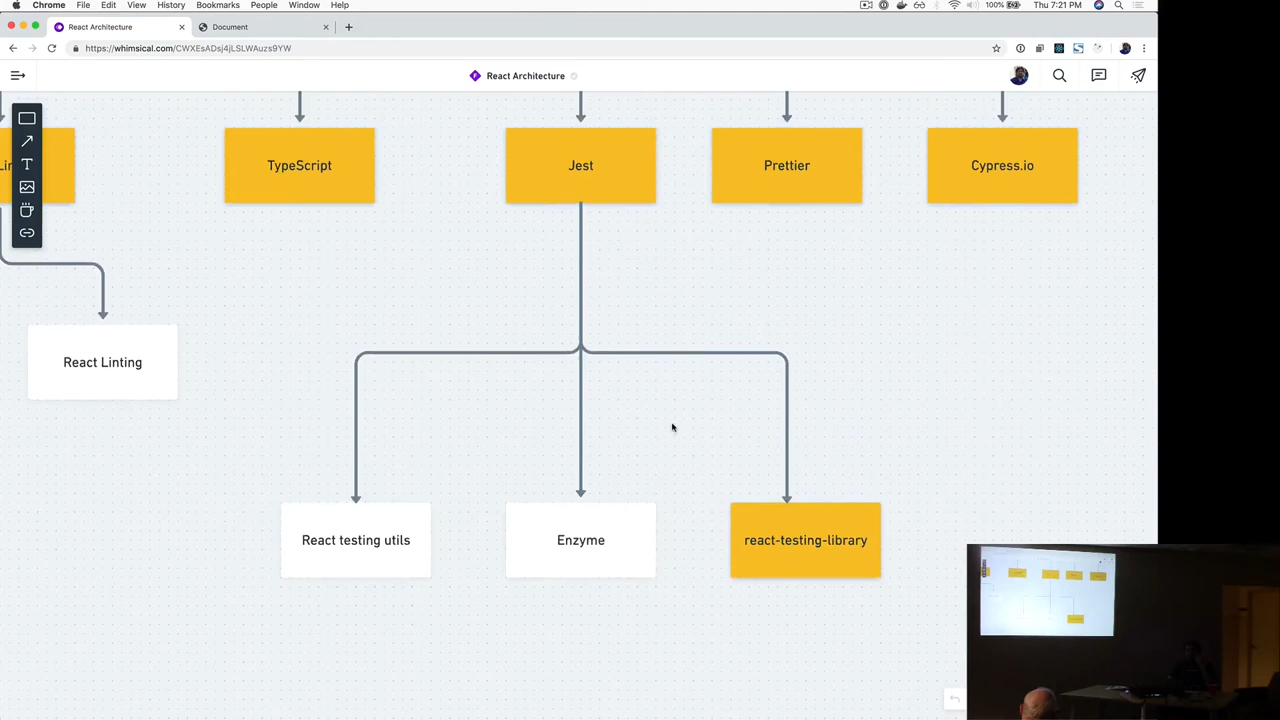 Chrome File Edit View History Bookmarks People Window Help
100% Thu 7:21 PM
React Architecture
Document
https://whimsical.com/CWXEsADsj4jLSLWAuzs9YW
React Architecture
TypeScript
Jest
Prettier
Cypress.io
React Linting
React testing utils
Enzyme
react-testing-library